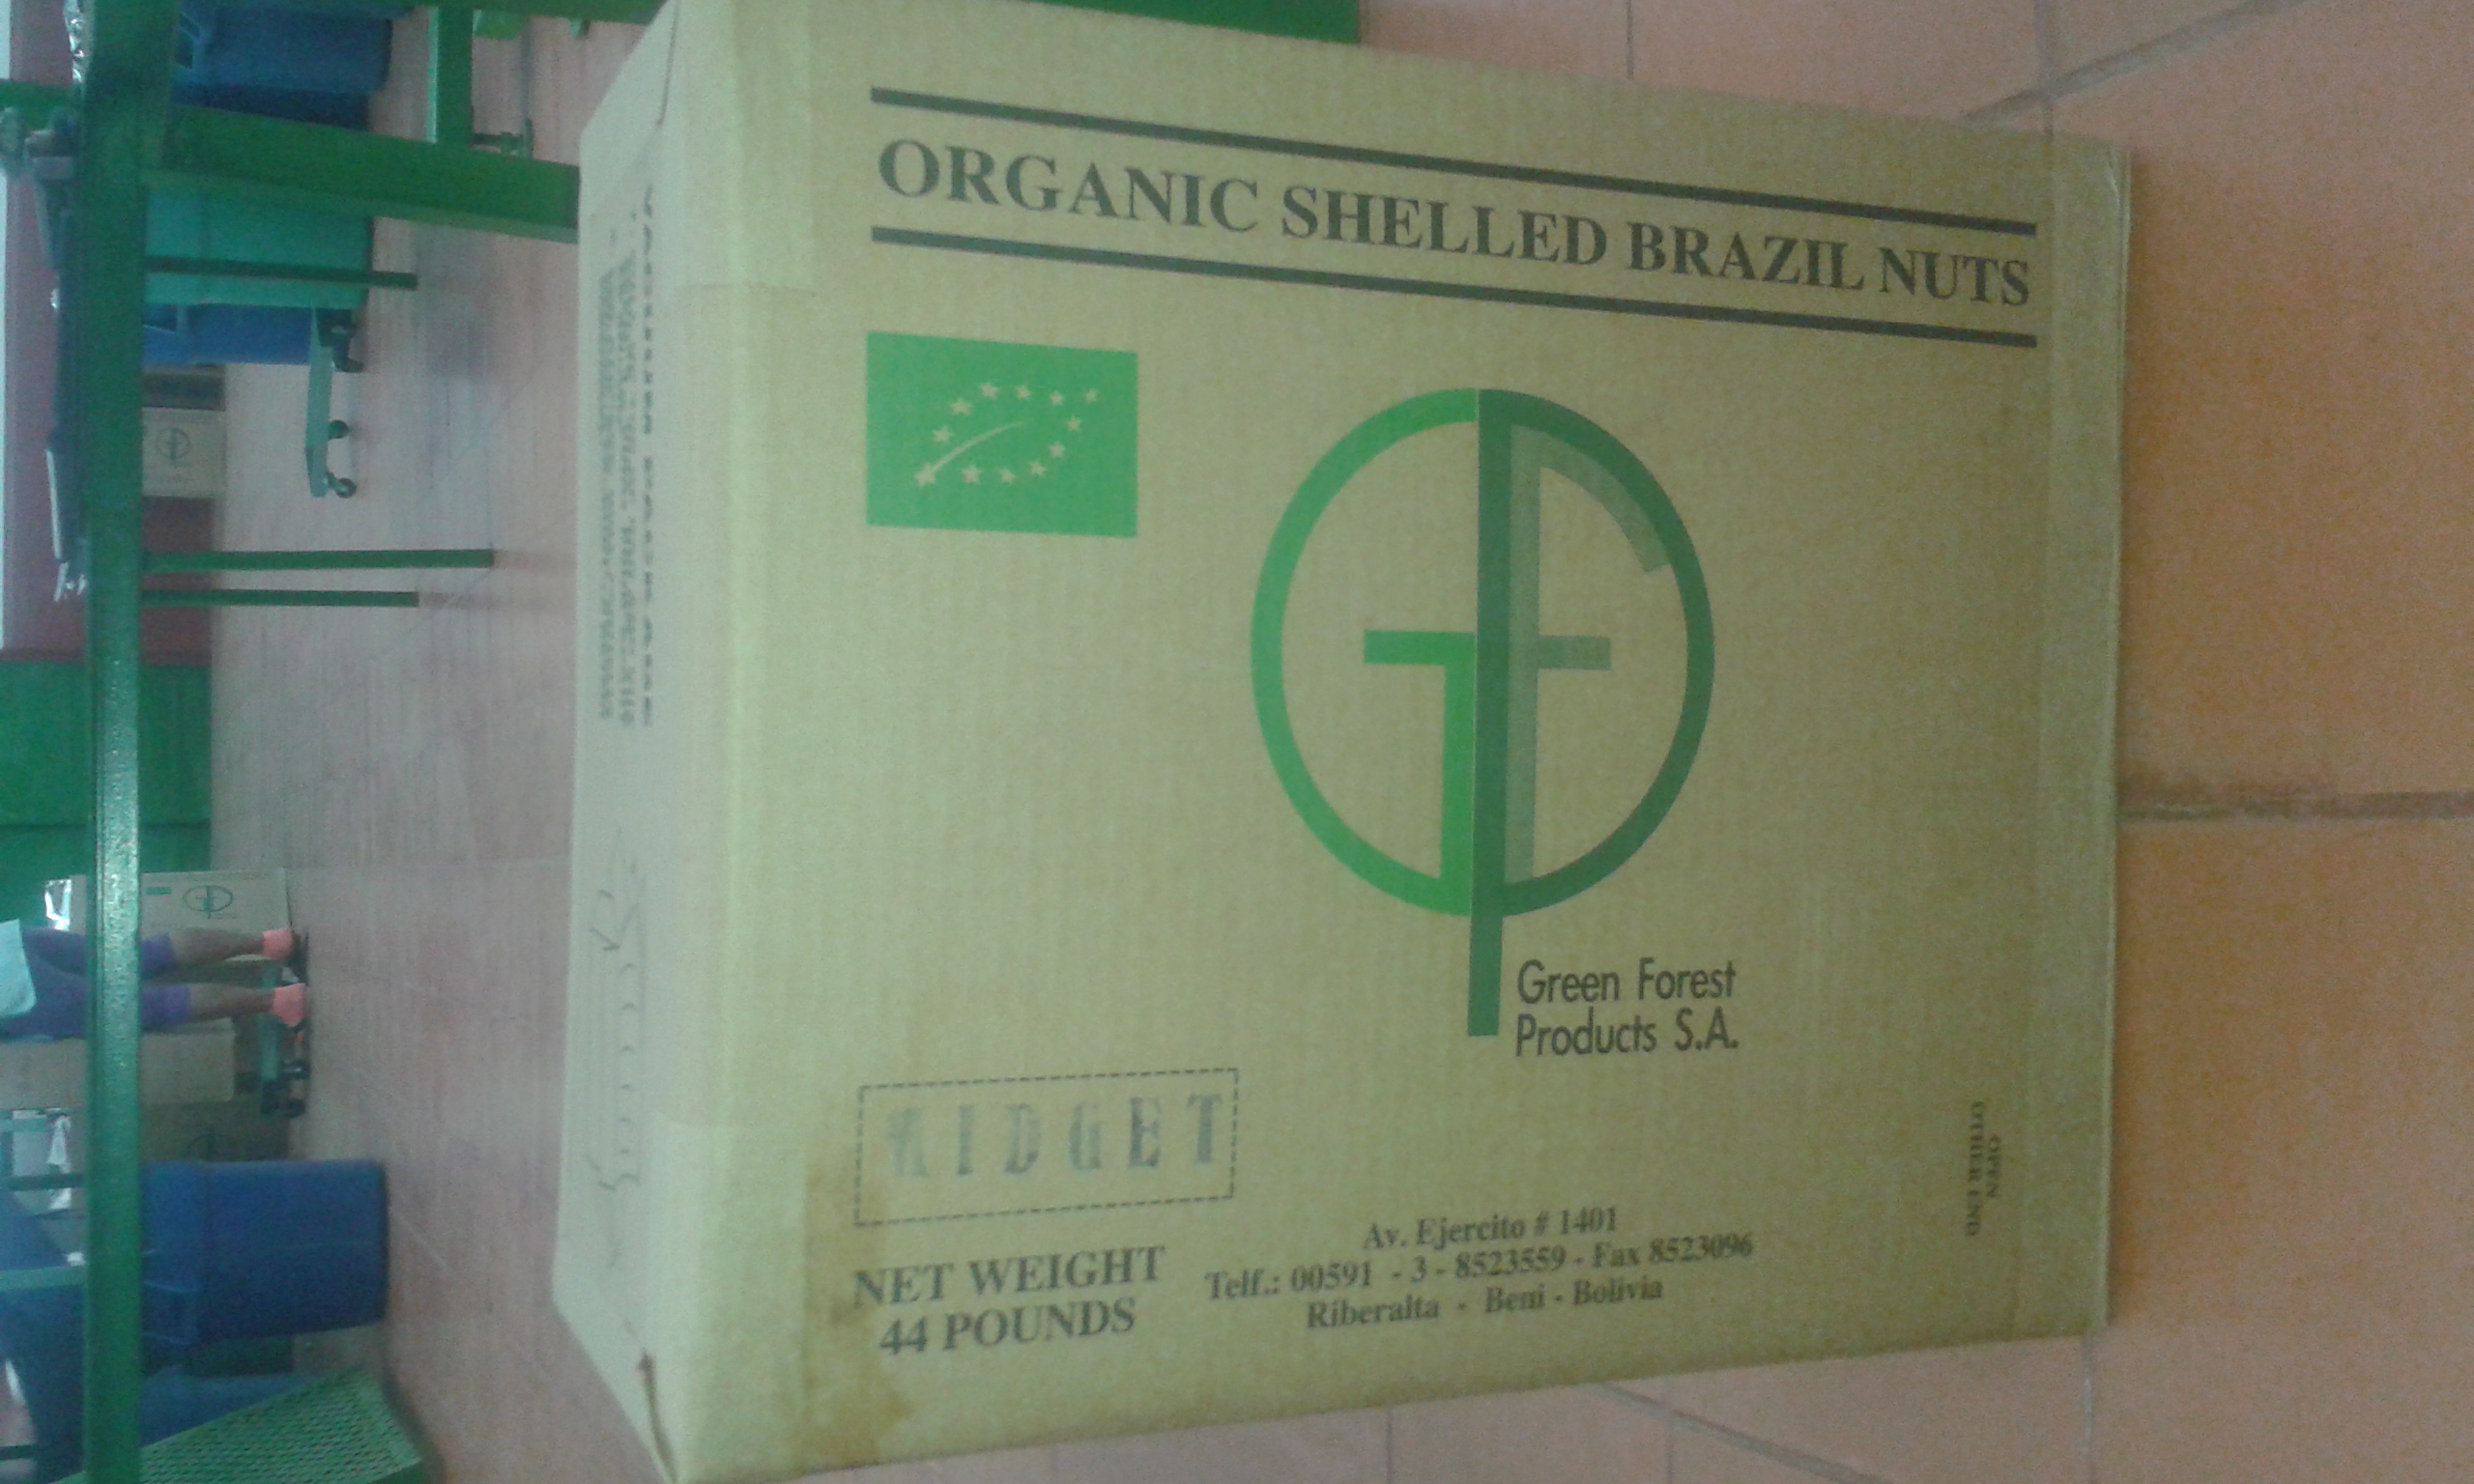 ORGANIC SHELLED BRAZIL NUTS
GF
Green Forest
Products S.A.
MIDGET
NET WEIGHT
44 POUNDS
Av. Ejercito # 1401
Telf.: 00591 - 3 - 8523559 - Fax 8523096
Riberalta - Beni - Bolivia
OPEN
OTHER END